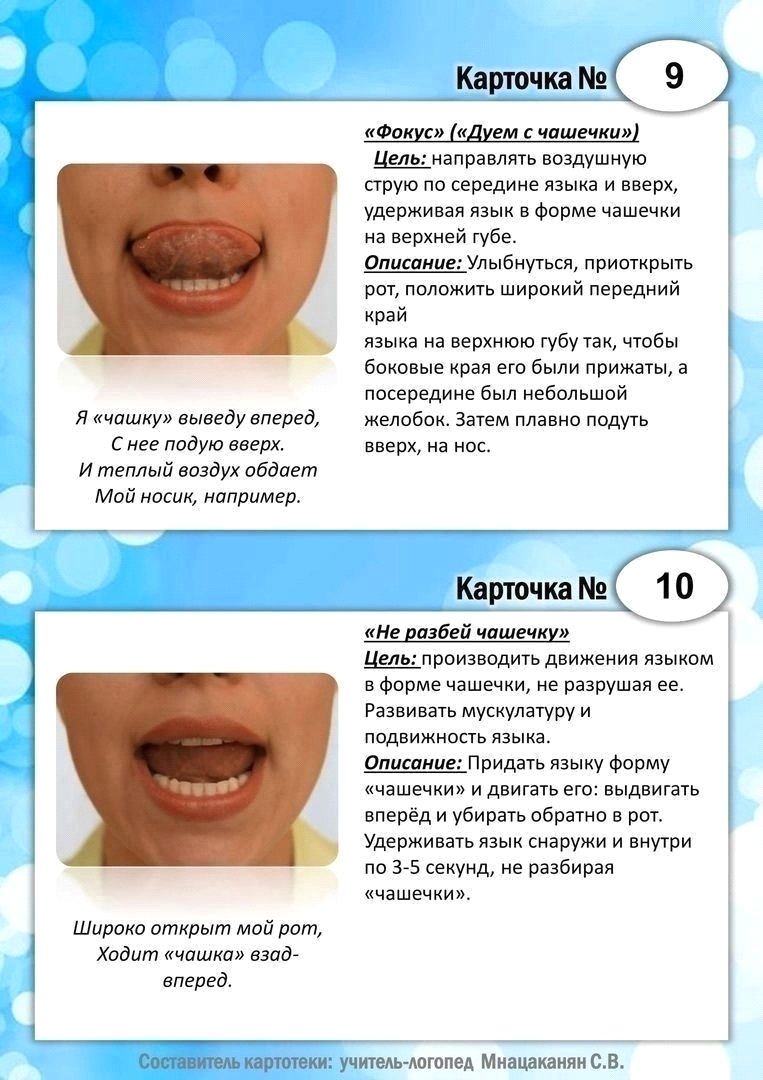 Карточка № 9
«Фокус» («Дуем с чашечки»)
Цель: направлять воздушную
струю по середине языка и вверх,
удерживая язык в форме чашечки
на верхней губе.
Описание: Улыбнуться, приоткрыть
рот, положить широкий передний
край
языка на верхнюю губу так, чтобы
боковые края его были прижаты, а
посередине был небольшой
желобок. Затем плавно подуть
вверх, на нос.
Я «чашку» выведу вперед,
С нее подую вверх.
И теплый воздух обдает
Мой носик, например.
Карточка № 10
«Не разбей чашечку»
Цель: производить движения языком
в форме чашечки, не разрушая ее.
Развивать мускулатуру и
подвижность языка.
Описание: Придать языку форму
«чашечки» и двигать его: выдвигать
вперёд и убирать обратно в рот.
Удерживать язык снаружи и внутри
по 3-5 секунд, не разбирая
«чашечки».
Широко открыт мой рот,
Ходит «чашка» взад-
вперед.
Составитель картотеки: учитель-логопед Мнацаканян С.В.